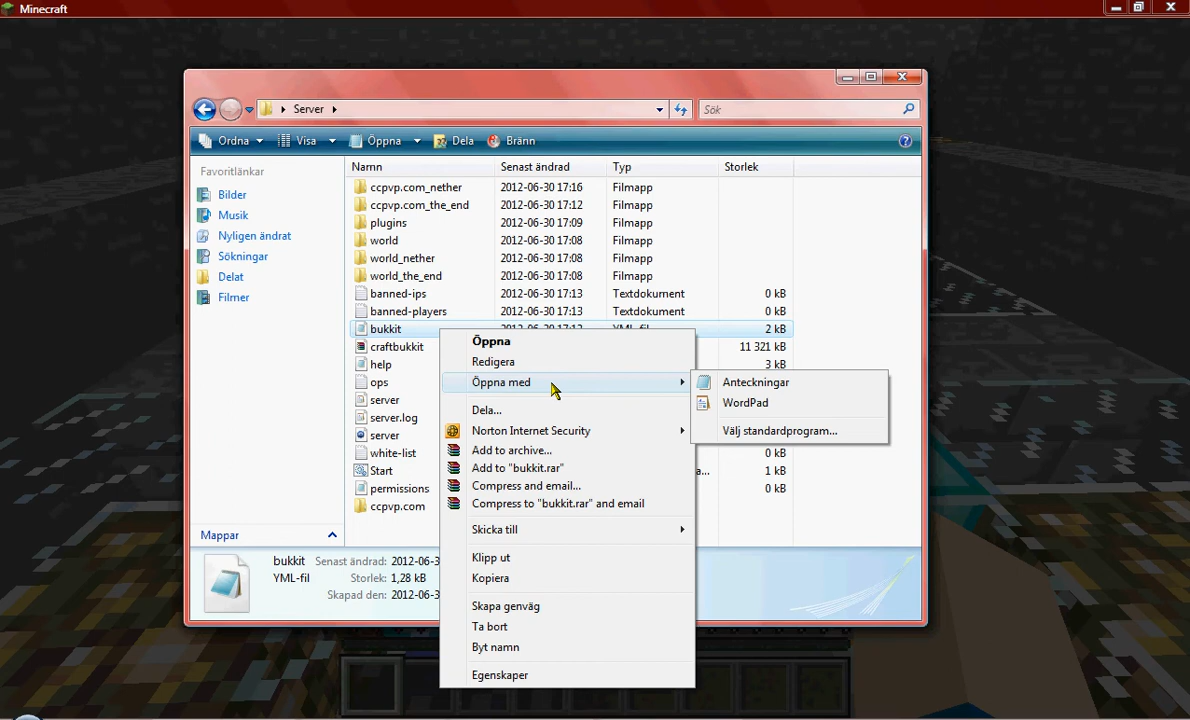 Minecraft
Server
Sök
Ordna Visa Öppna Dela Bränn
Favoritlänkar
Bilder
Musik
Nyligen ändrat
Sökningar
Delat
Filmer
Mappar
Namn Senast ändrad Typ Storlek
ccpvp.com_nether 2012-06-30 17:16 Filmapp
ccpvp.com_the_end 2012-06-30 17:12 Filmapp
plugins 2012-06-30 17:09 Filmapp
world 2012-06-30 17:08 Filmapp
world_nether 2012-06-30 17:08 Filmapp
world_the_end 2012-06-30 17:08 Filmapp
banned-ips 2012-06-30 17:13 Textdokument 0 kB
banned-players 2012-06-30 17:13 Textdokument 0 kB
bukkit 2 kB
craftbukkit 11 321 kB
help 3 kB
ops
server
server.log
server
white-list 0 kB
Start a... 1 kB
permissions 0 kB
ccpvp.com
Öppna
Redigera
Öppna med
Dela...
Norton Internet Security
Add to archive...
Add to "bukkit.rar"
Compress and email...
Compress to "bukkit.rar" and email
Skicka till
Klipp ut
Kopiera
Skapa genväg
Ta bort
Byt namn
Egenskaper
Anteckningar
WordPad
Välj standardprogram...
bukkit Senast ändrad: 2012-06-3
YML-fil Storlek: 1,28 kB
Skapad den: 2012-06-3